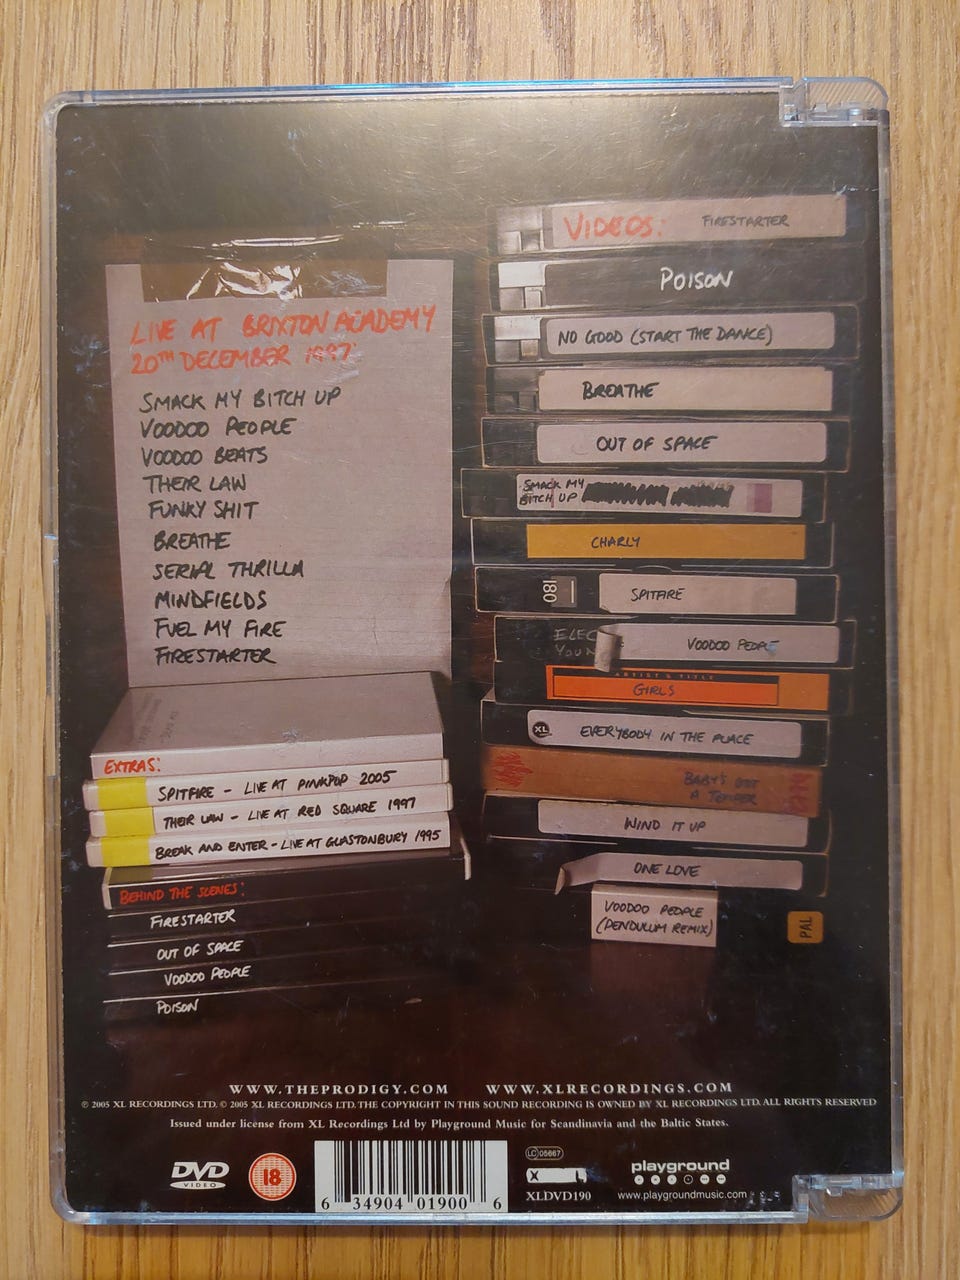 LIVE AT BRIXTON ACADEMY
20TH DECEMBER 1997
SMACK MY BITCH UP
VOODOO PEOPLE
VOODOO BEATS
THEIR LAW
FUNKY SHIT
BREATHE
SERIAL THRILLA
MINDFIELDS
FUEL MY FIRE
FIRESTARTER
EXTRAS:
SPITFIRE - LIVE AT PINKPOP 2005
THEIR LAW - LIVE AT RED SQUARE 1997
BREAK AND ENTER - LIVE AT GLASTONBURY 1995
BEHIND THE SCENES:
FIRESTARTER
OUT OF SPACE
VOODOO PEOPLE
POISON
VIDEOS: FIRESTARTER
POISON
NO GOOD (START THE DANCE)
BREATHE
OUT OF SPACE
SMACK MY
BITCH UP
CHARLY
180 SPITFIRE
ELEC
YOUN
VOODOO PEOPLE
ARTIST & TITLE
GIRLS
XL EVERYBODY IN THE PLACE
BABY'S GOT
A TEMPER
WIND IT UP
ONE LOVE
VOODOO PEOPLE
(PENDULUM REMIX)
PAL
WWW.THEPRODIGY.COM WWW.XLRECORDINGS.COM
℗ 2005 XL RECORDINGS LTD. © 2005 XL RECORDINGS LTD. THE COPYRIGHT IN THIS SOUND RECORDING IS OWNED BY XL RECORDINGS LTD. ALL RIGHTS RESERVED
Issued under license from XL Recordings Ltd by Playground Music for Scandinavia and the Baltic States.
DVD
VIDEO
18
6 34904 01900 6
LC 05667
X L
XLDVD190
playground
www.playgroundmusic.com